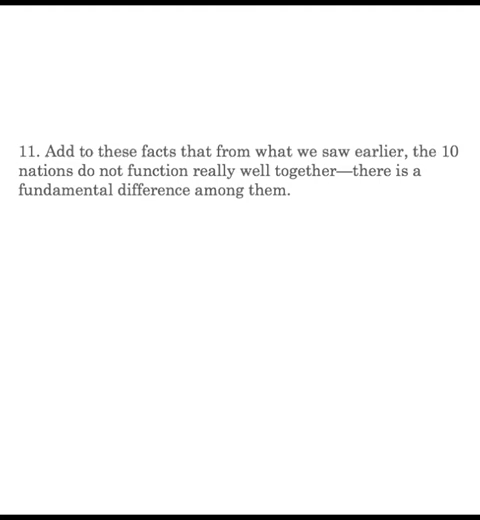 11. Add to these facts that from what we saw earlier, the 10
nations do not function really well together—there is a
fundamental difference among them.